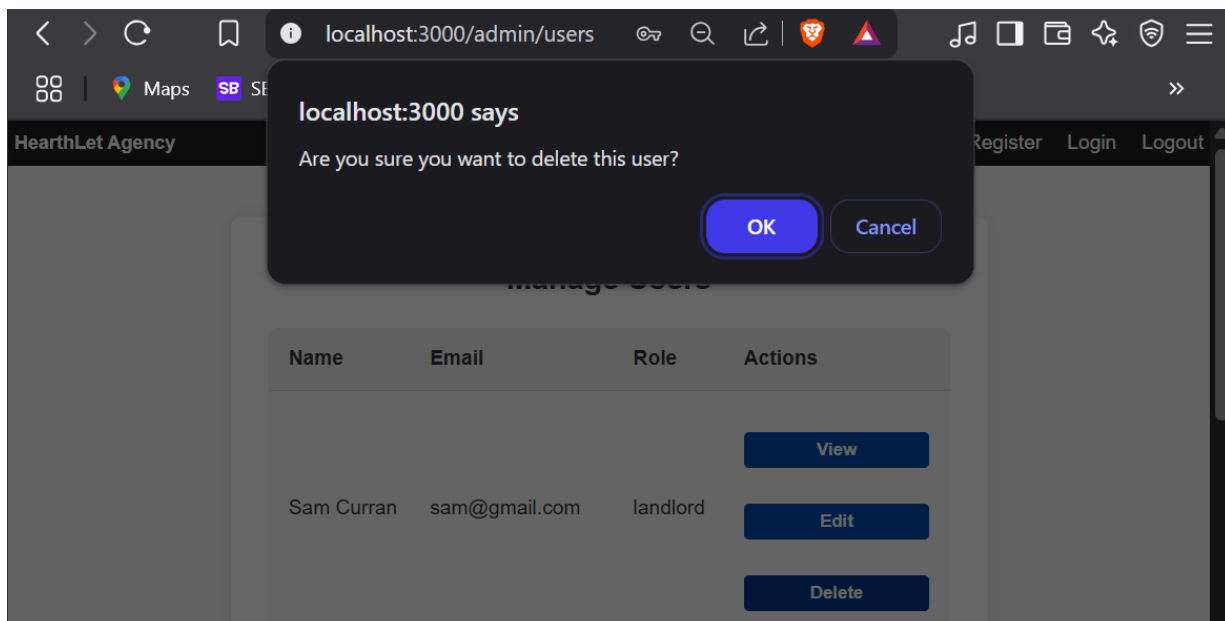 localhost:3000/admin/users
Maps SB SE »
localhost:3000 says
Are you sure you want to delete this user?
OK Cancel
HearthLet Agency Register Login Logout
Manage Users
Name Email Role Actions
View
Sam Curran sam@gmail.com landlord
Edit
Delete